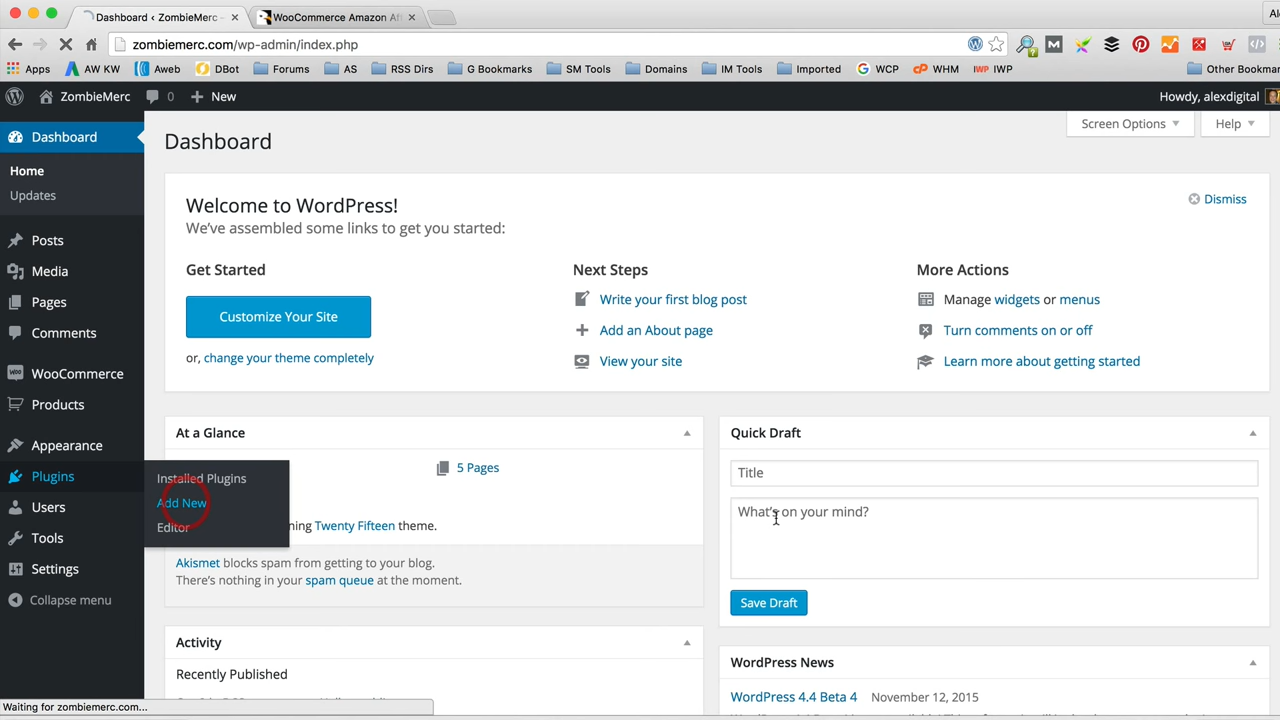 Dashboard ‹ ZombieMerc –
WooCommerce Amazon Aff
Al
zombiemerc.com/wp-admin/index.php
Apps
AW KW
Aweb
DBot
Forums
AS
RSS Dirs
G Bookmarks
SM Tools
Domains
IM Tools
Imported
WCP
WHM
IWP
Other Bookmar
ZombieMerc
0
New
Howdy, alexdigital
Dashboard
Home
Updates
Posts
Media
Pages
Comments
WooCommerce
Products
Appearance
Plugins
Installed Plugins
Add New
Editor
Users
Tools
Settings
Collapse menu
Dashboard
Screen Options
Help
Welcome to WordPress!
We've assembled some links to get you started:
Dismiss
Get Started
Customize Your Site
or, change your theme completely
Next Steps
Write your first blog post
Add an About page
View your site
More Actions
Manage widgets or menus
Turn comments on or off
Learn more about getting started
At a Glance
5 Pages
ning Twenty Fifteen theme.
Akismet blocks spam from getting to your blog.
There's nothing in your spam queue at the moment.
Activity
Recently Published
Quick Draft
Title
What's on your mind?
Save Draft
WordPress News
WordPress 4.4 Beta 4 November 12, 2015
Waiting for zombiemerc.com...